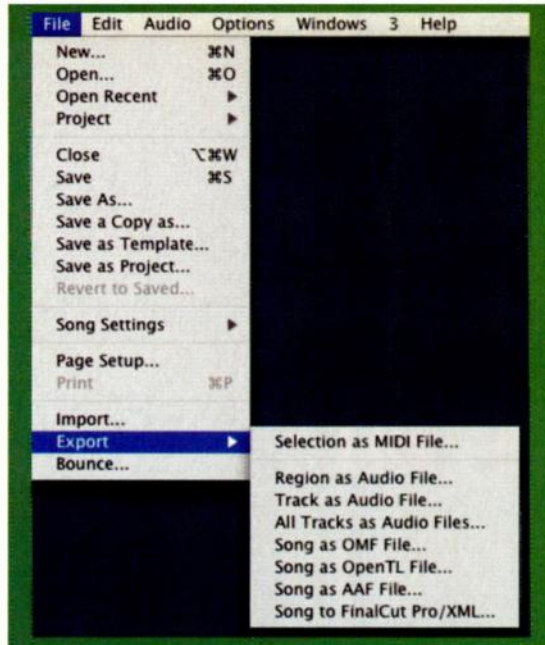 File Edit Audio Options Windows 3 Help
New... ⌘N
Open... ⌘O
Open Recent ▶
Project ▶
Close ⌥⌘W
Save ⌘S
Save As...
Save a Copy as...
Save as Template...
Save as Project...
Revert to Saved...
Song Settings ▶
Page Setup...
Print ⌘P
Import...
Export ▶
Bounce...
Selection as MIDI File...
Region as Audio File...
Track as Audio File...
All Tracks as Audio Files...
Song as OMF File...
Song as OpenTL File...
Song as AAF File...
Song to FinalCut Pro/XML...